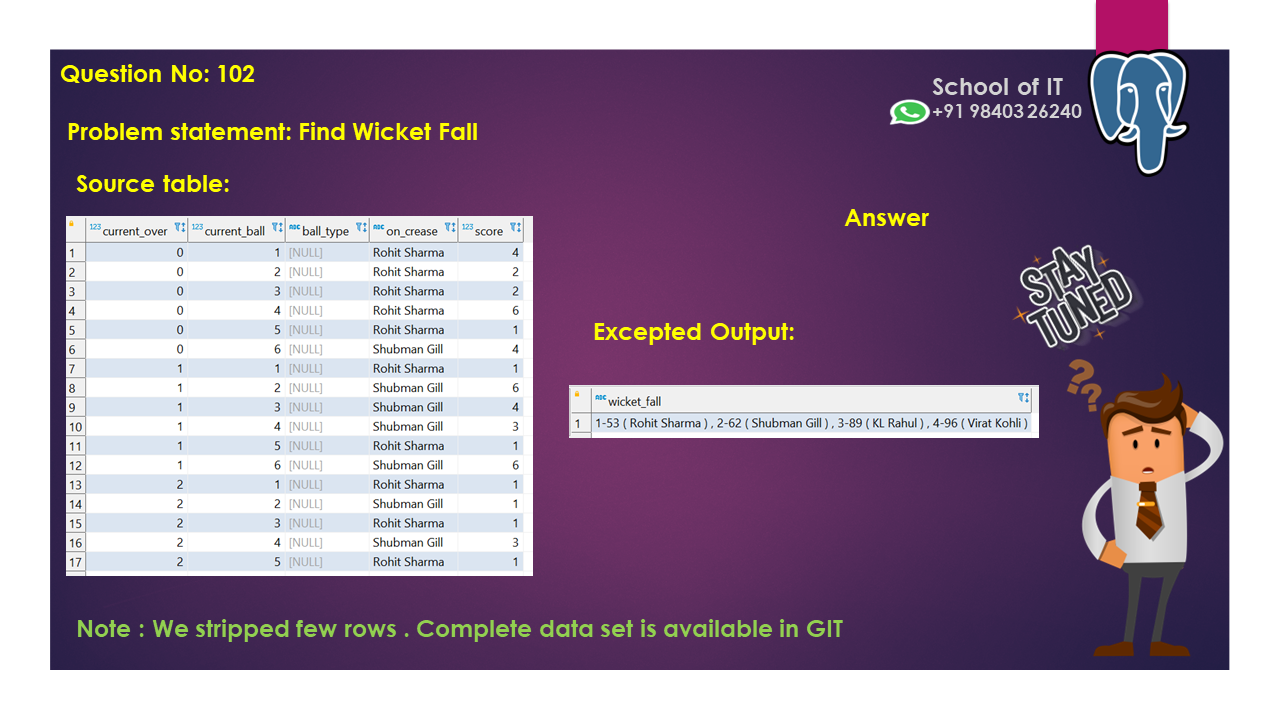 Question No: 102
School of IT
+91 98403 26240
Problem statement: Find Wicket Fall
Source table:
Answer
123 current_over 123 current_ball ABC ball_type ABC on_crease 123 score
1 0 1 [NULL] Rohit Sharma 4
2 0 2 [NULL] Rohit Sharma 2
3 0 3 [NULL] Rohit Sharma 2
4 0 4 [NULL] Rohit Sharma 6
5 0 5 [NULL] Rohit Sharma 1
6 0 6 [NULL] Shubman Gill 4
7 1 1 [NULL] Rohit Sharma 1
8 1 2 [NULL] Shubman Gill 6
9 1 3 [NULL] Shubman Gill 4
10 1 4 [NULL] Shubman Gill 3
11 1 5 [NULL] Rohit Sharma 1
12 1 6 [NULL] Shubman Gill 6
13 2 1 [NULL] Rohit Sharma 1
14 2 2 [NULL] Shubman Gill 1
15 2 3 [NULL] Rohit Sharma 1
16 2 4 [NULL] Shubman Gill 3
17 2 5 [NULL] Rohit Sharma 1
STAY
TUNED
Excepted Output:
ABC wicket_fall
1 1-53 ( Rohit Sharma ) , 2-62 ( Shubman Gill ) , 3-89 ( KL Rahul ) , 4-96 ( Virat Kohli )
??
Note : We stripped few rows . Complete data set is available in GIT